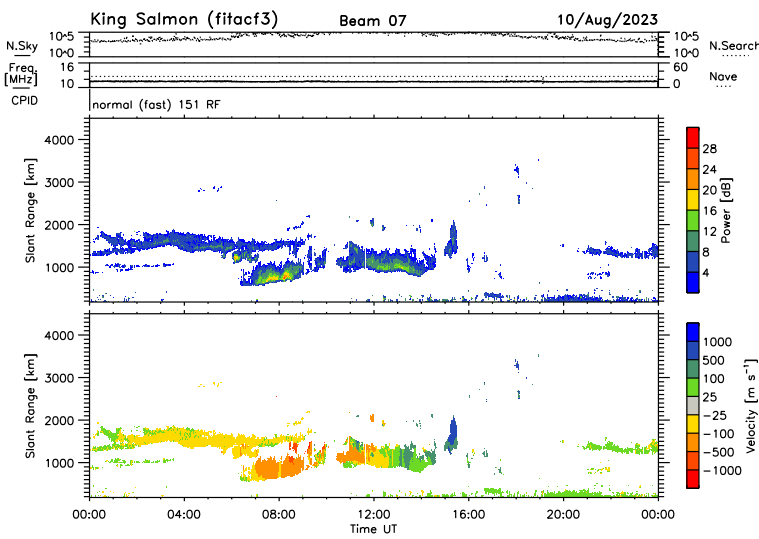 King Salmon (fitacf3) Beam 07 10/Aug/2023
N.Sky 10^5 10^0 10^5 10^0 N.Search
Freq. [MHz] 16 10 60 0 Nave
CPID normal (fast) 151 RF
Slant Range [km] 4000 3000 2000 1000
Power [dB] 28 24 20 16 12 8 4
Slant Range [km] 4000 3000 2000 1000
Velocity [m s⁻¹] 1000 500 100 25 -25 -100 -500 -1000
00:00 04:00 08:00 12:00 16:00 20:00 00:00
Time UT